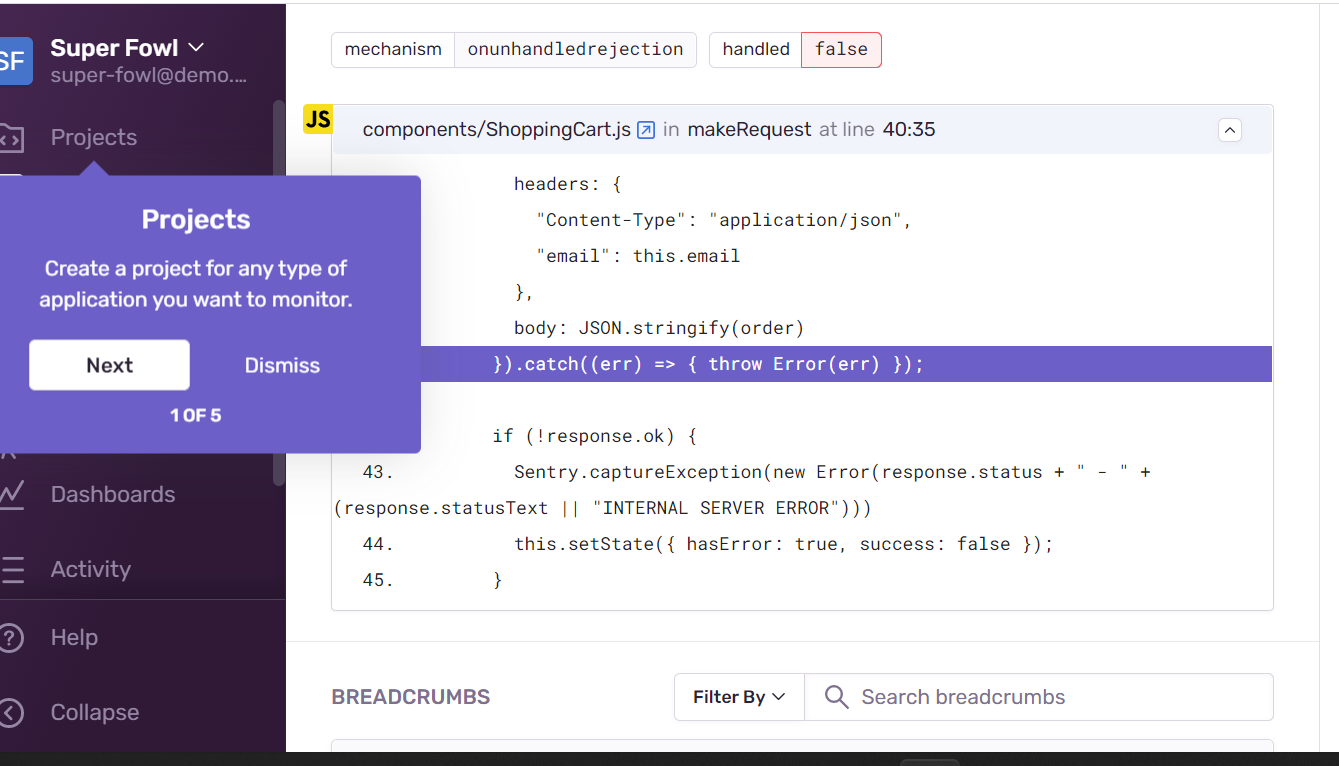 SF
Super Fowl
super-fowl@demo....
Projects
Projects
Create a project for any type of
application you want to monitor.
Next Dismiss
1 OF 5
Dashboards
Activity
Help
Collapse
mechanism onunhandledrejection handled false
JS components/ShoppingCart.js in makeRequest at line 40:35
headers: {
"Content-Type": "application/json",
"email": this.email
},
body: JSON.stringify(order)
}).catch((err) => { throw Error(err) });
if (!response.ok) {
43. Sentry.captureException(new Error(response.status + " - " +
(response.statusText || "INTERNAL SERVER ERROR")))
44. this.setState({ hasError: true, success: false });
45. }
BREADCRUMBS Filter By Search breadcrumbs